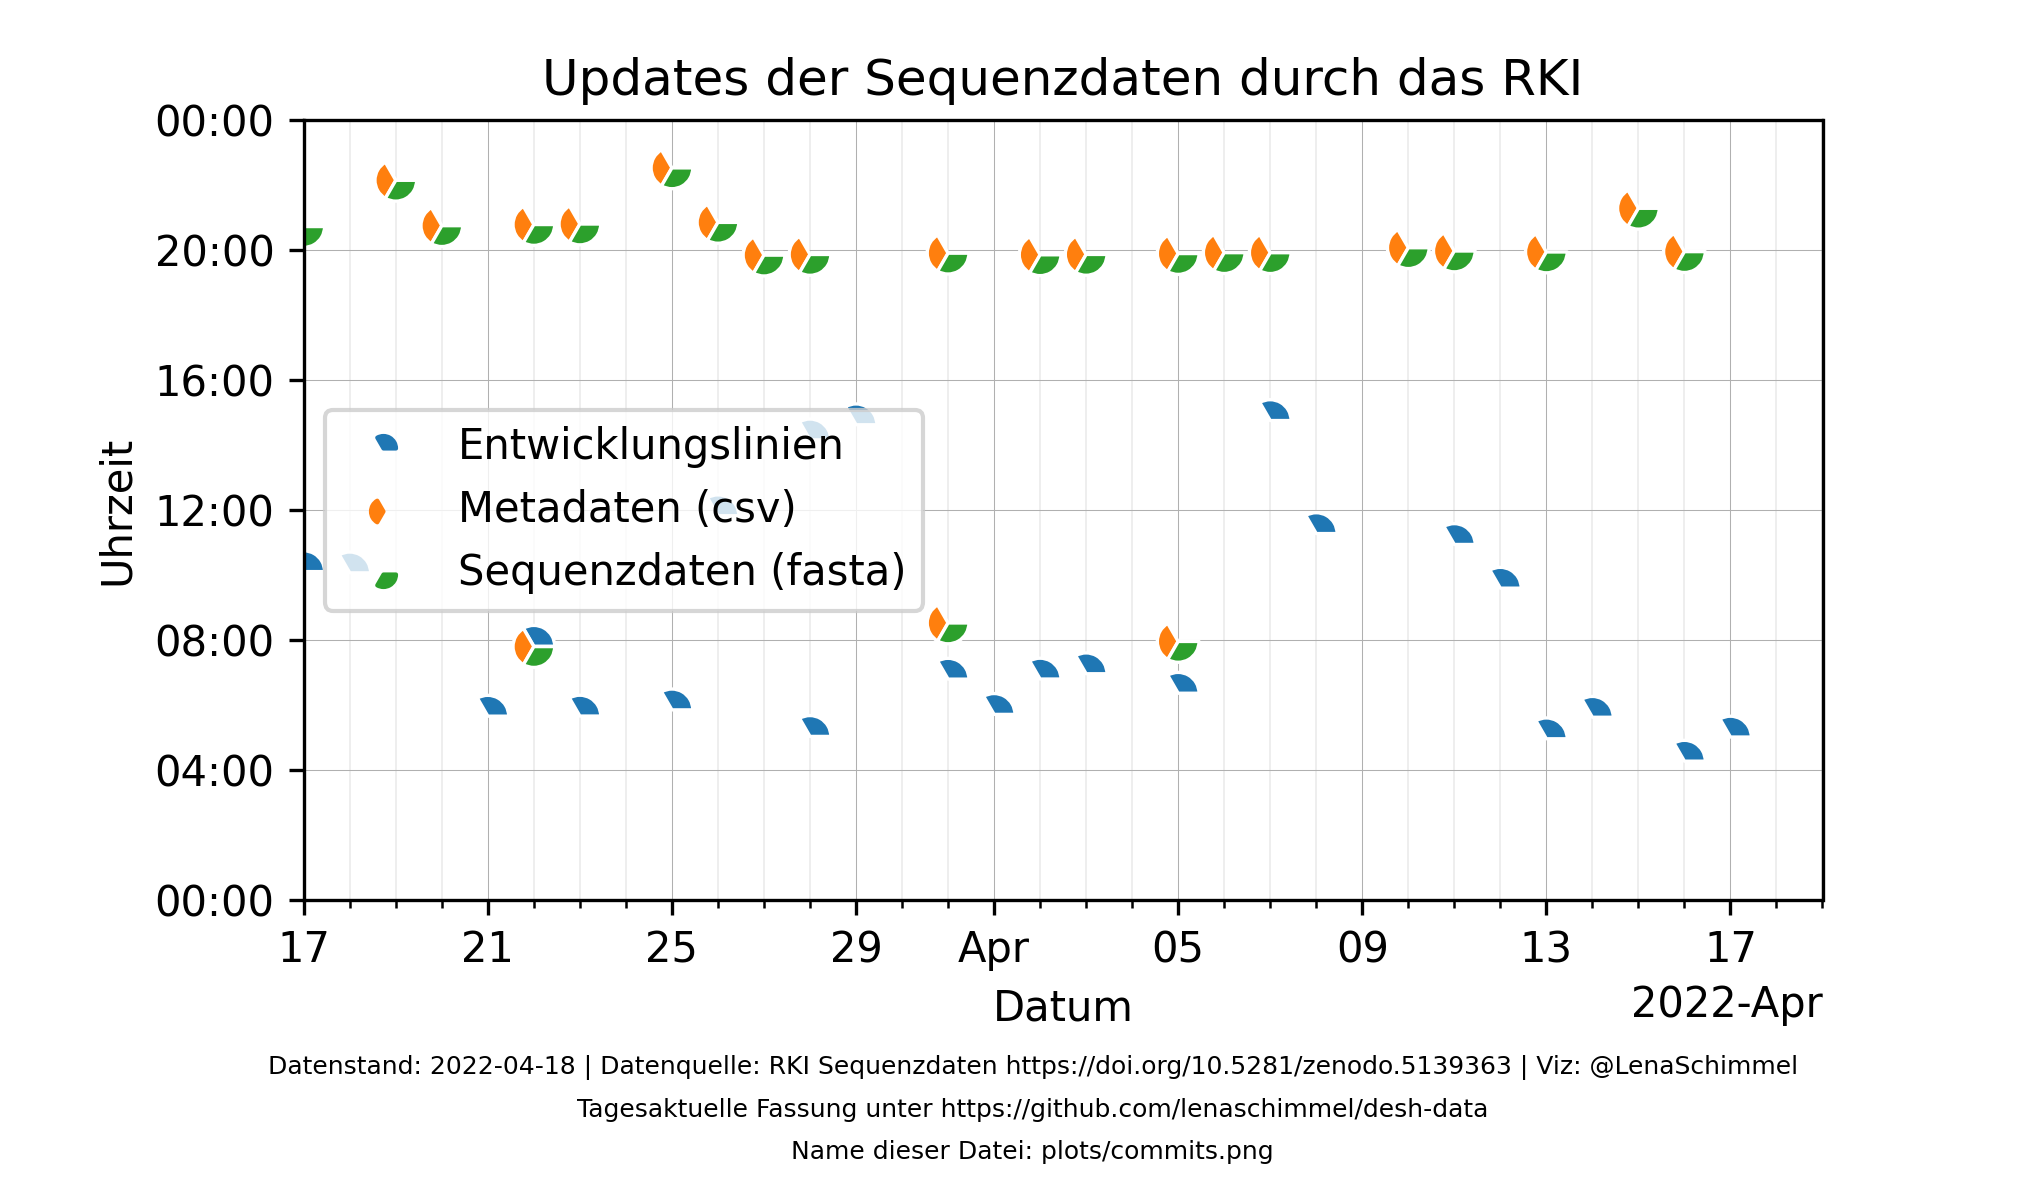 Updates der Sequenzdaten durch das RKI
00:00
20:00
16:00
12:00
08:00
04:00
00:00
Uhrzeit
Entwicklungslinien
Metadaten (csv)
Sequenzdaten (fasta)
17 21 25 29 Apr 05 09 13 17
Datum
2022-Apr
Datenstand: 2022-04-18 | Datenquelle: RKI Sequenzdaten https://doi.org/10.5281/zenodo.5139363 | Viz: @LenaSchimmel
Tagesaktuelle Fassung unter https://github.com/lenaschimmel/desh-data
Name dieser Datei: plots/commits.png